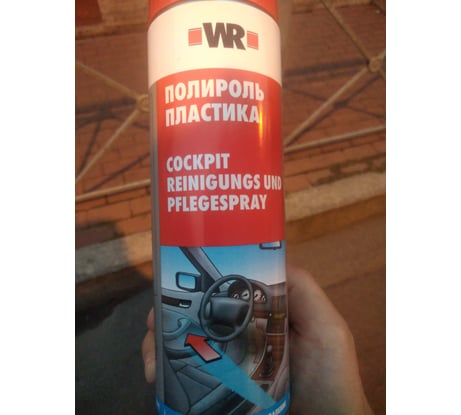 WR
ПОЛИРОЛЬ
ПЛАСТИКА
COCKPIT
REINIGUNGS UND
PFLEGESPRAY